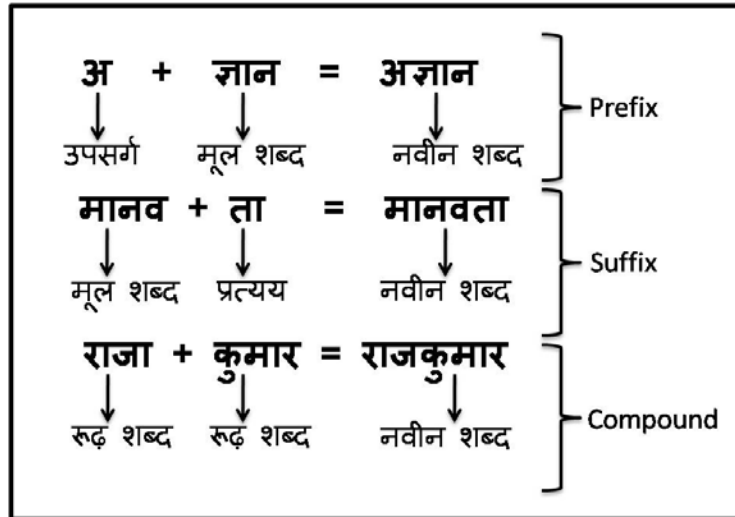 अ + ज्ञान = अज्ञान
उपसर्ग मूल शब्द नवीन शब्द
Prefix
मानव + ता = मानवता
मूल शब्द प्रत्यय नवीन शब्द
Suffix
राजा + कुमार = राजकुमार
रूढ़ शब्द रूढ़ शब्द नवीन शब्द
Compound